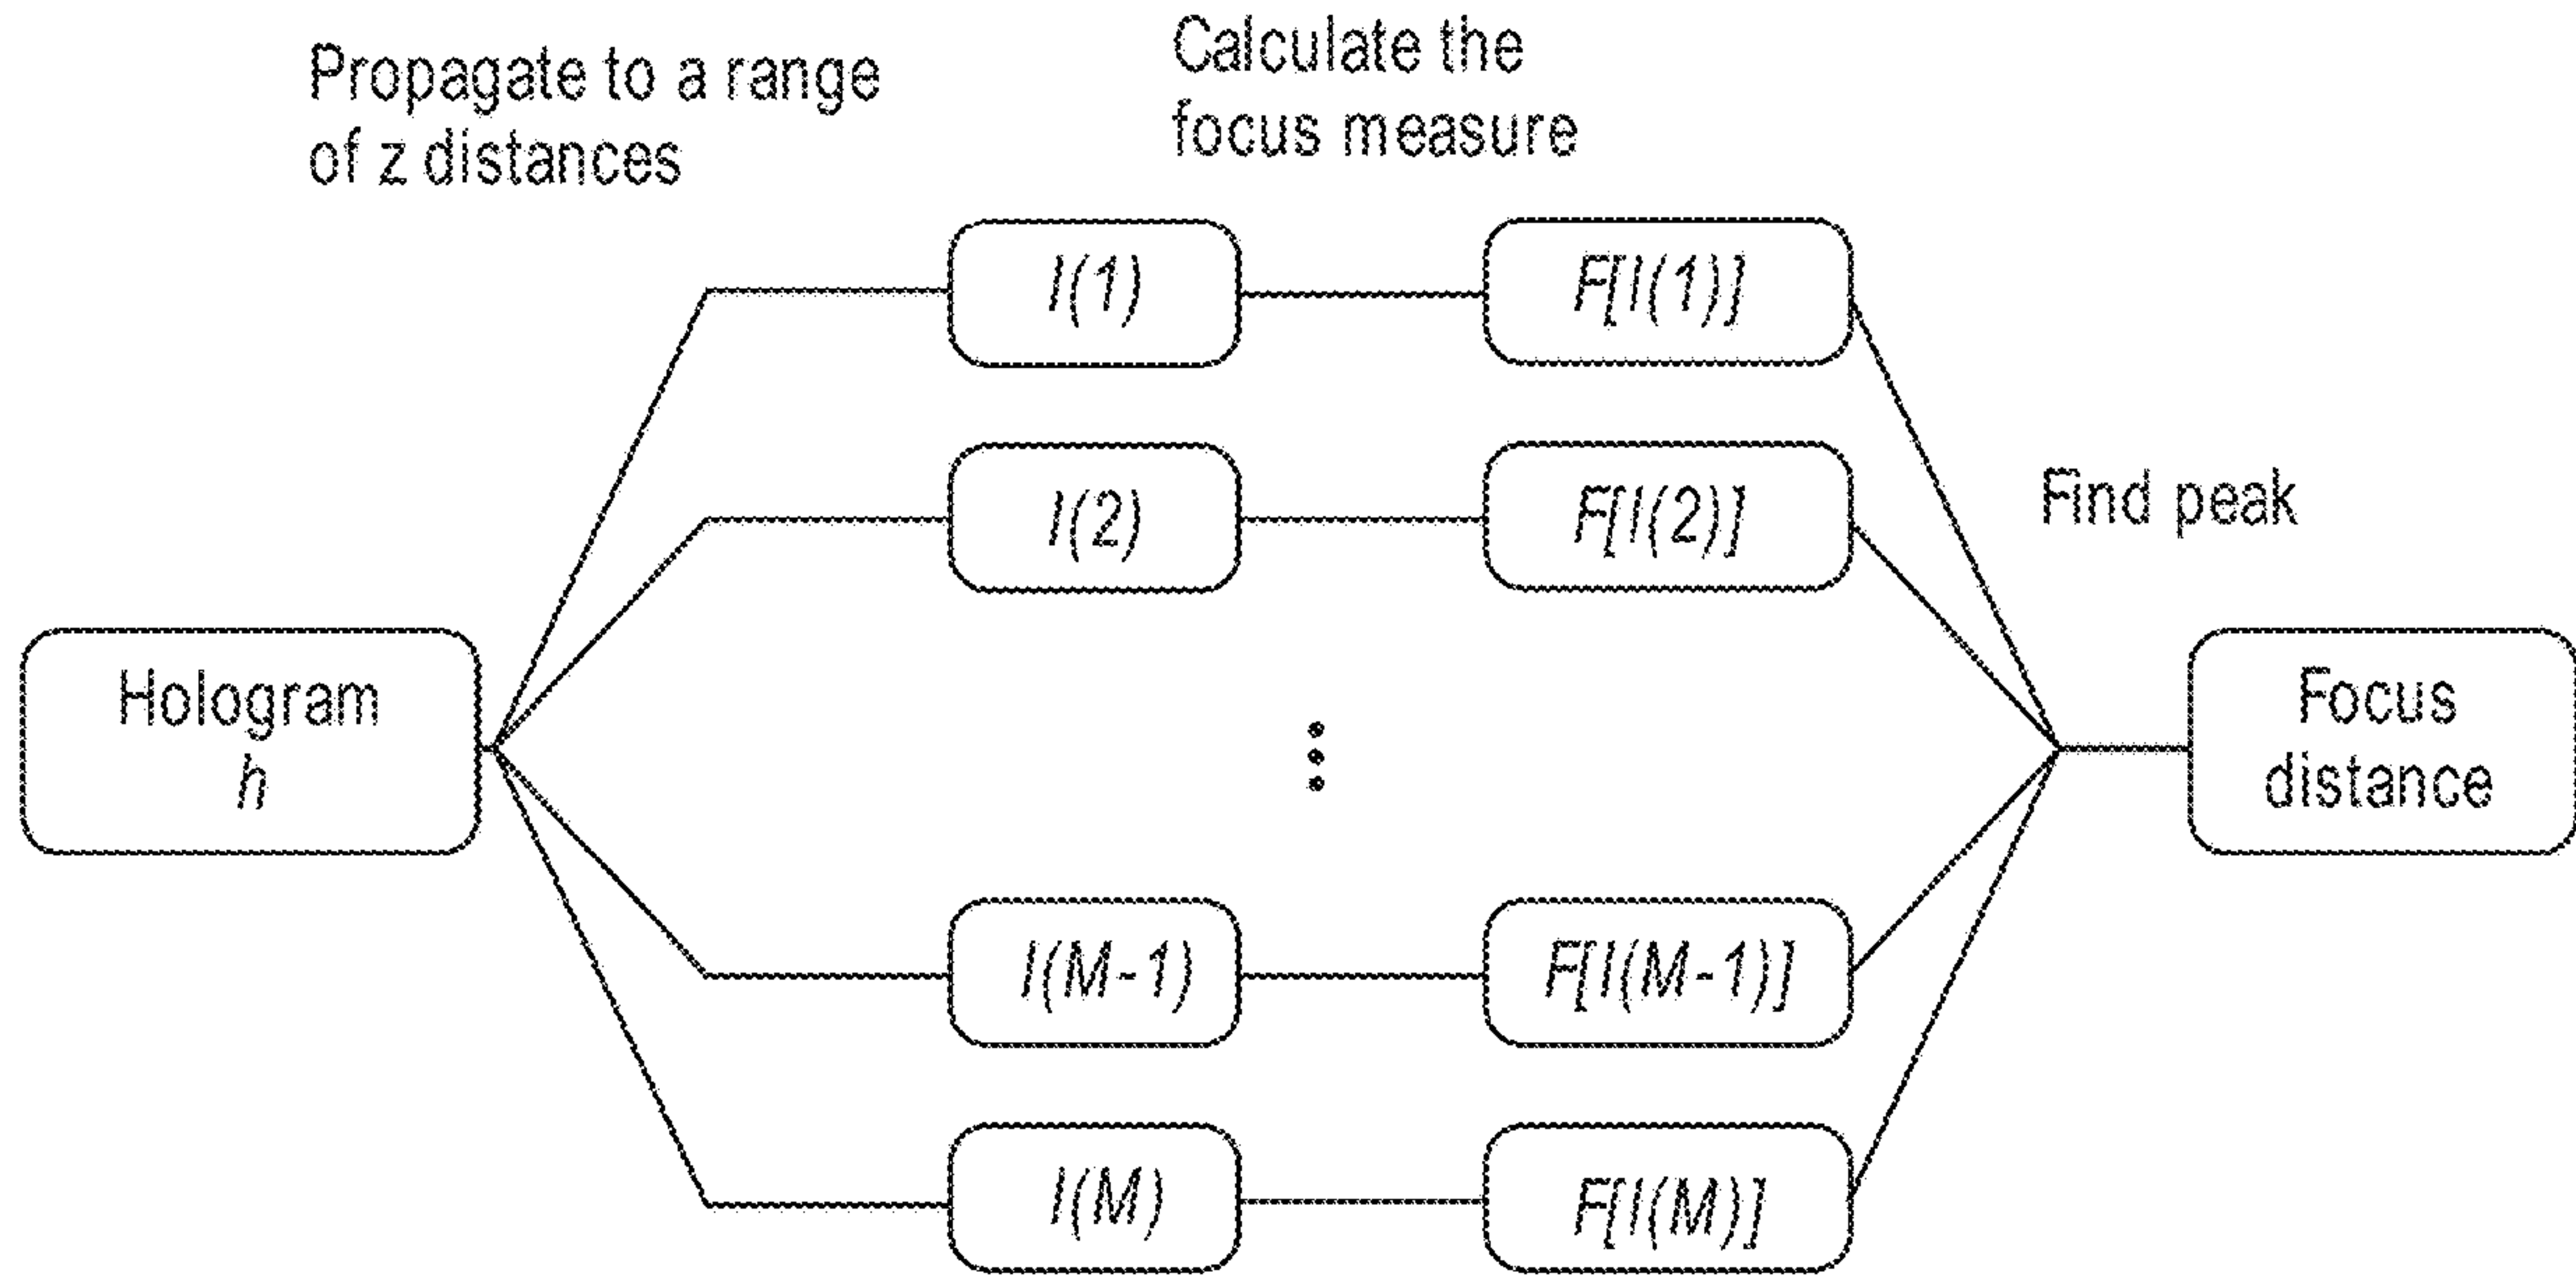 Propagate to a range
of z distances
Calculate the
focus measure
I(1)
F[I(1)]
I(2)
F[I(2)]
Find peak
Hologram
h
Focus
distance
I(M-1)
F[I(M-1)]
I(M)
F[I(M)]